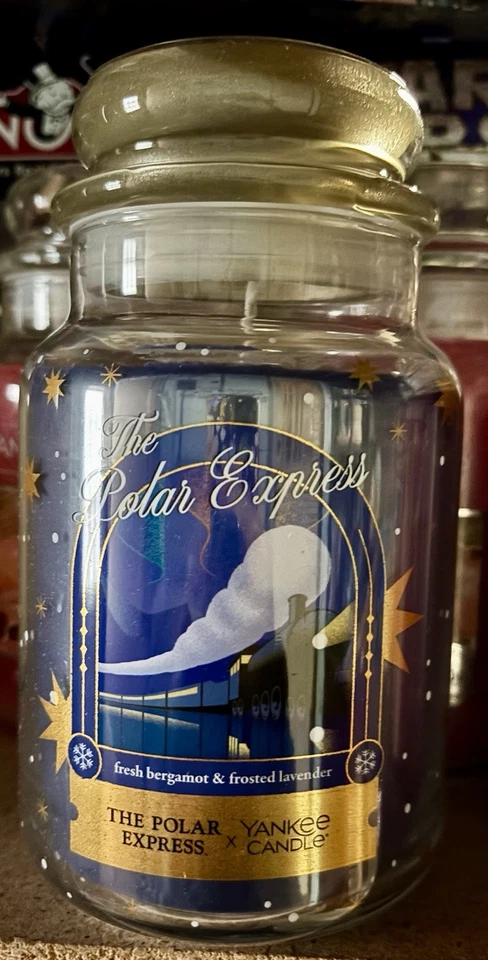 The
Polar Express
fresh bergamot & frosted lavender
THE POLAR
EXPRESS
x
YANKEE
CANDLE®